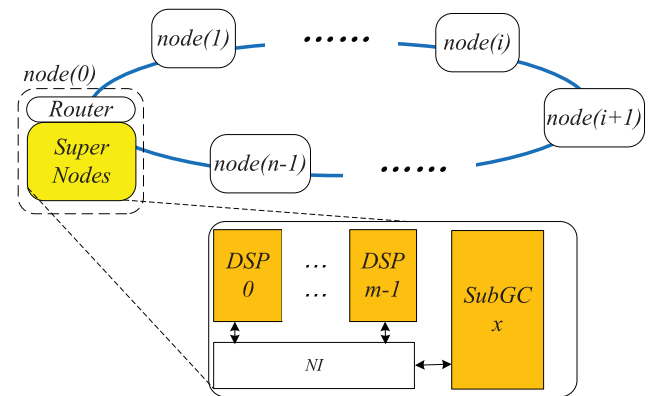 node(1)
......
node(i)
node(0)
Router
node(i+1)
Super
Nodes
node(n-1)
......
DSP
0
...
...
DSP
m-1
SubGC
x
NI